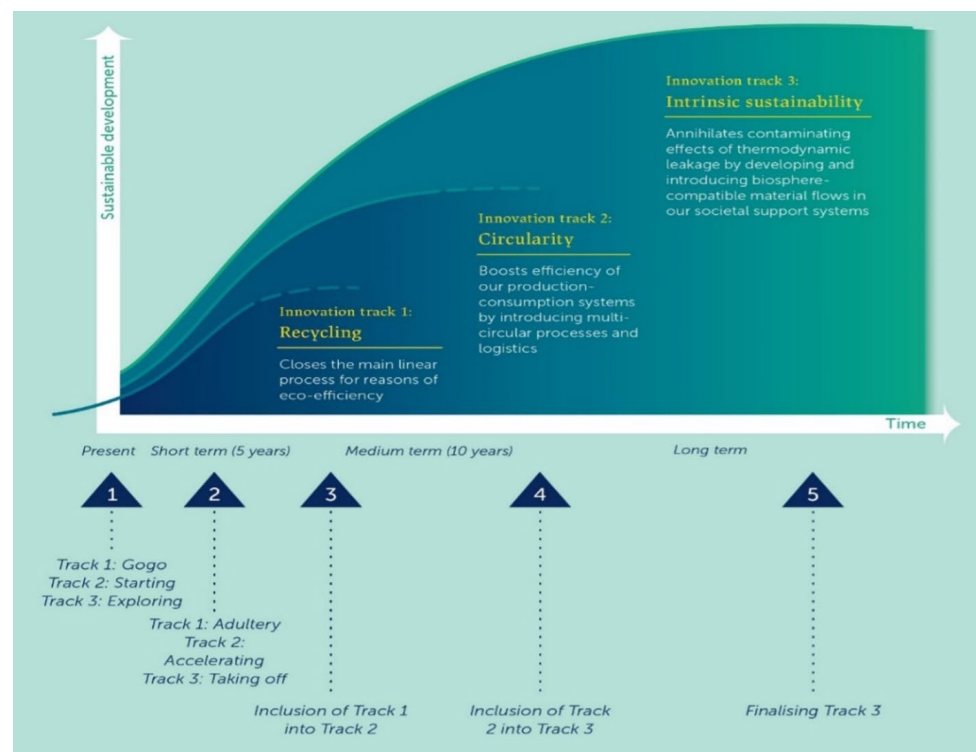 Sustainable development
Innovation track 3:
Intrinsic sustainability
Annihilates contaminating
effects of thermodynamic
leakage by developing and
introducing biosphere-
compatible material flows in
our societal support systems
Innovation track 2:
Circularity
Boosts efficiency of
our production-
consumption systems
by introducing multi-
circular processes and
logistics
Innovation track 1:
Recycling
Closes the main linear
process for reasons of
eco-efficiency
Time
Present
Short term (5 years)
Medium term (10 years)
Long term
1
2
3
4
5
Track 1: Gogo
Track 2: Starting
Track 3: Exploring
Track 1: Adultery
Track 2:
Accelerating
Track 3: Taking off
Inclusion of Track 1
into Track 2
Inclusion of Track
2 into Track 3
Finalising Track 3